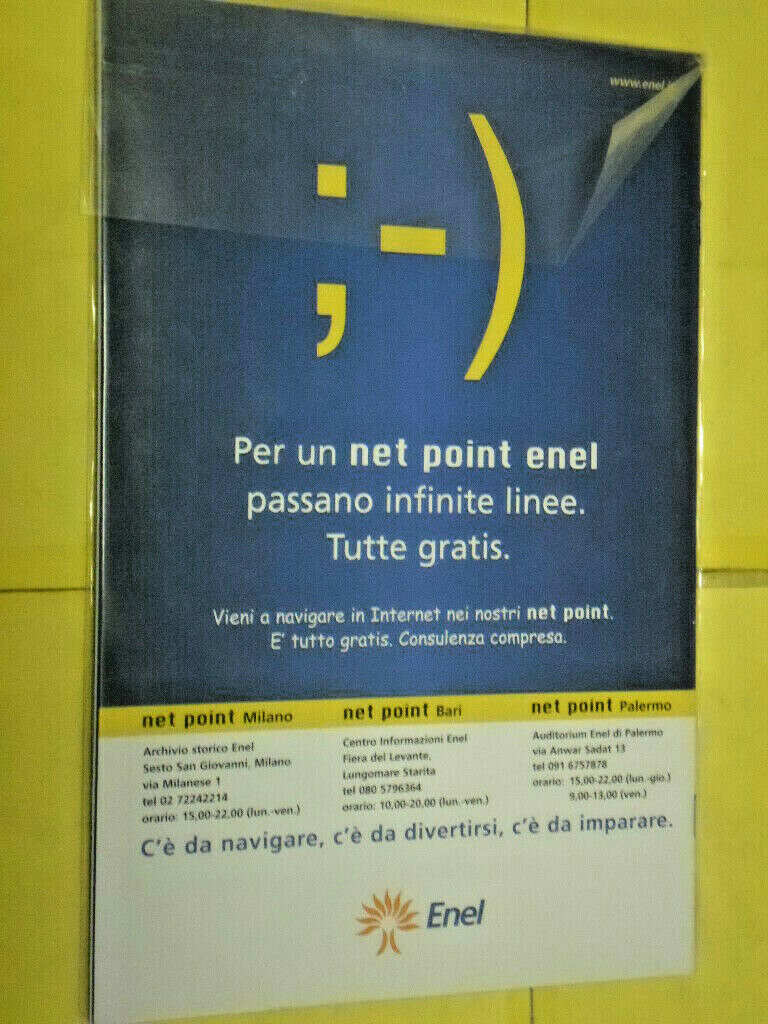 www.enel.it
;-)
Per un net point enel
passano infinite linee.
Tutte gratis.
Vieni a navigare in Internet nei nostri net point.
E' tutto gratis. Consulenza compresa.
net point Milano
Archivio storico Enel
Sesto San Giovanni, Milano
via Milanese 1
tel 02 72242214
orario: 15,00-22,00 (lun.-ven.)
net point Bari
Centro Informazioni Enel
Fiera del Levante,
Lungomare Starita
tel 080 5796364
orario: 10,00-20,00 (lun.-ven.)
net point Palermo
Auditorium Enel di Palermo
via Anwar Sadat 13
tel 091 6757878
orario: 15,00-22,00 (lun.-gio.)
9,00-13,00 (ven.)
C'è da navigare, c'è da divertirsi, c'è da imparare.
Enel